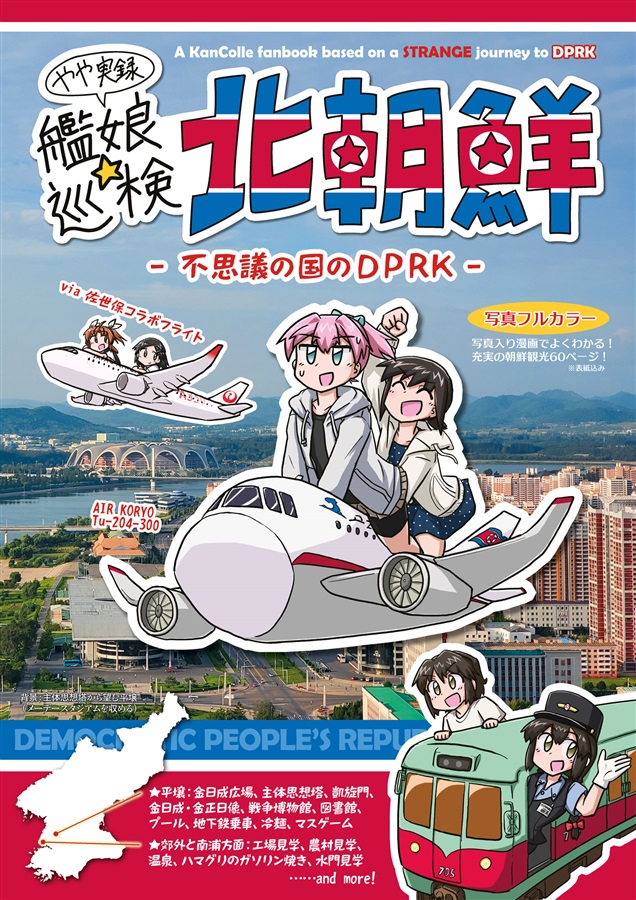 A KanColle fanbook based on a STRANGE journey to DPRK
やや実録
艦娘
巡☆検
北朝鮮
- 不思議の国のDPRK -
via 佐世保コラボフライト
写真フルカラー
写真入り漫画でよくわかる！
充実の朝鮮観光60ページ！
※表紙込み
AIR KORYO
Tu-204-300
背景：主体思想塔から望む平壌
（メーデースタジアムを収める）
DEMOCRATIC PEOPLE'S REPU
★平壌：金日成広場、主体思想塔、凱旋門、
金日成・金正日像、戦争博物館、図書館、
プール、地下鉄乗車、冷麺、マスゲーム
★郊外と南浦方面：工場見学、農村見学、
温泉、ハマグリのガソリン焼き、水門見学
……and more!